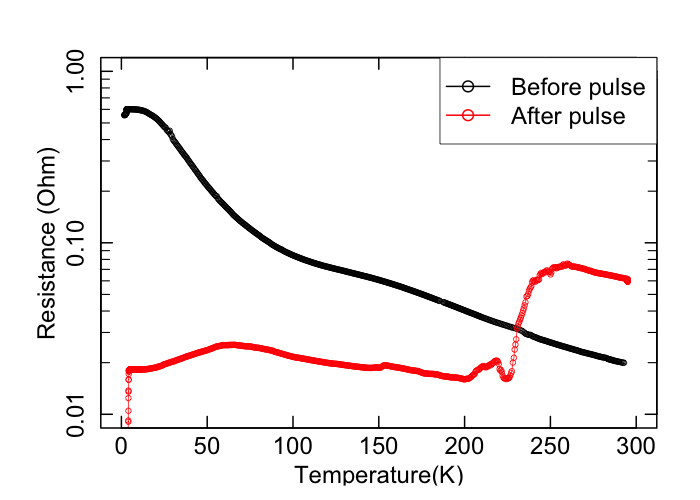 Before pulse
After pulse
1.00
0.10
0.01
Resistance (Ohm)
0 50 100 150 200 250 300
Temperature(K)